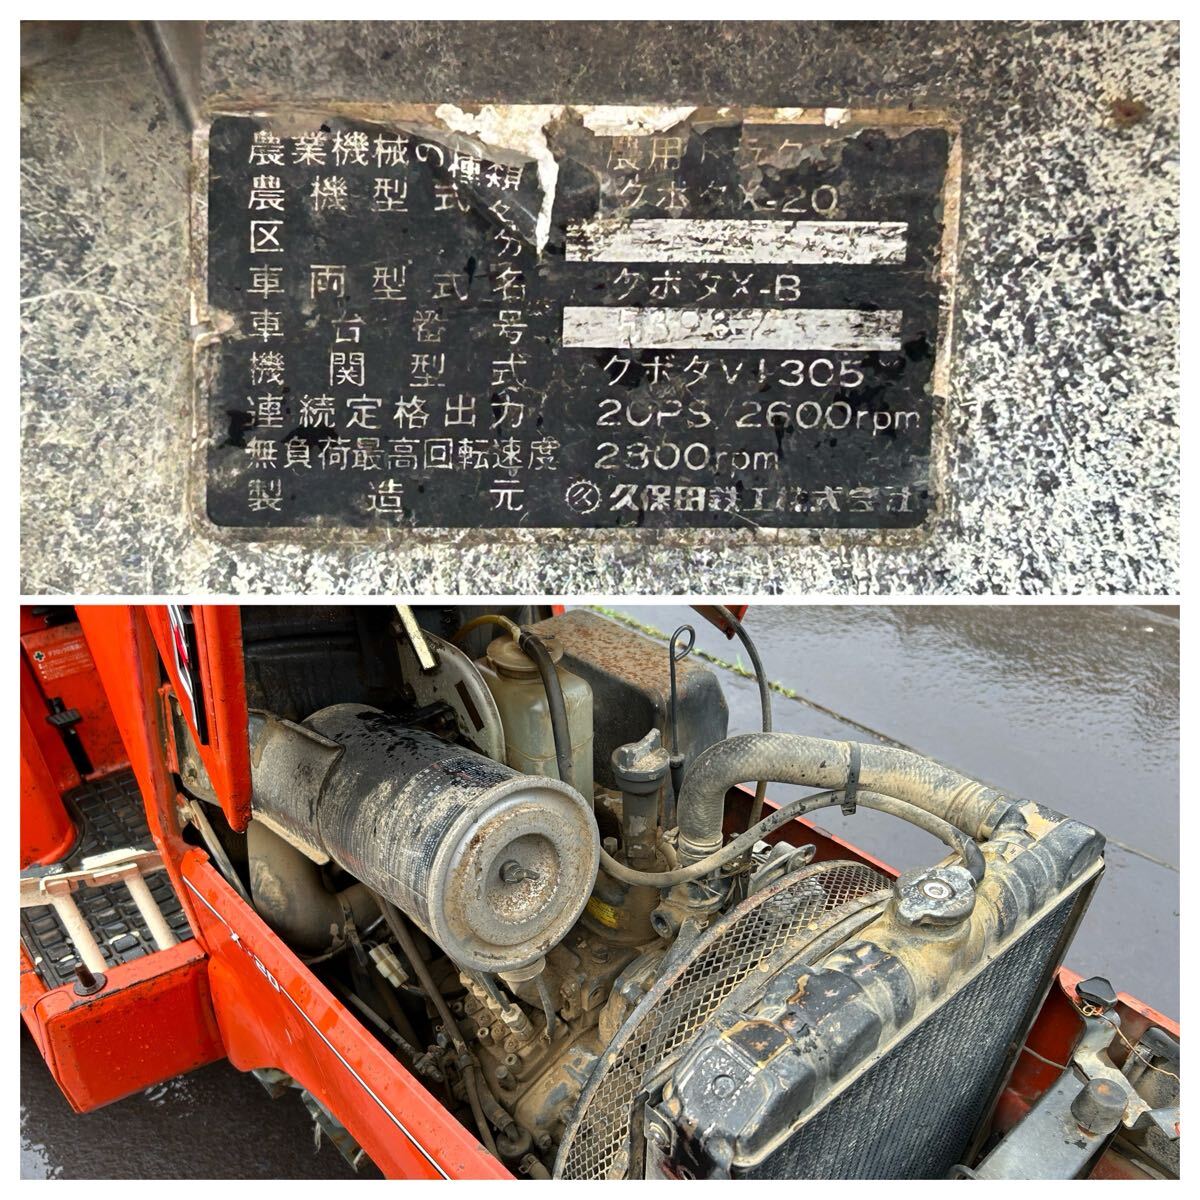 農業機械の種類 農用トラクタ
農機型式名 クボタX-20
区分
車両型式名 クボタX-B
車台番号
機関型式 クボタV1305
連続定格出力 20PS/2600rpm
無負荷最高回転速度 2800rpm
製造元 久保田鉄工株式会社
20